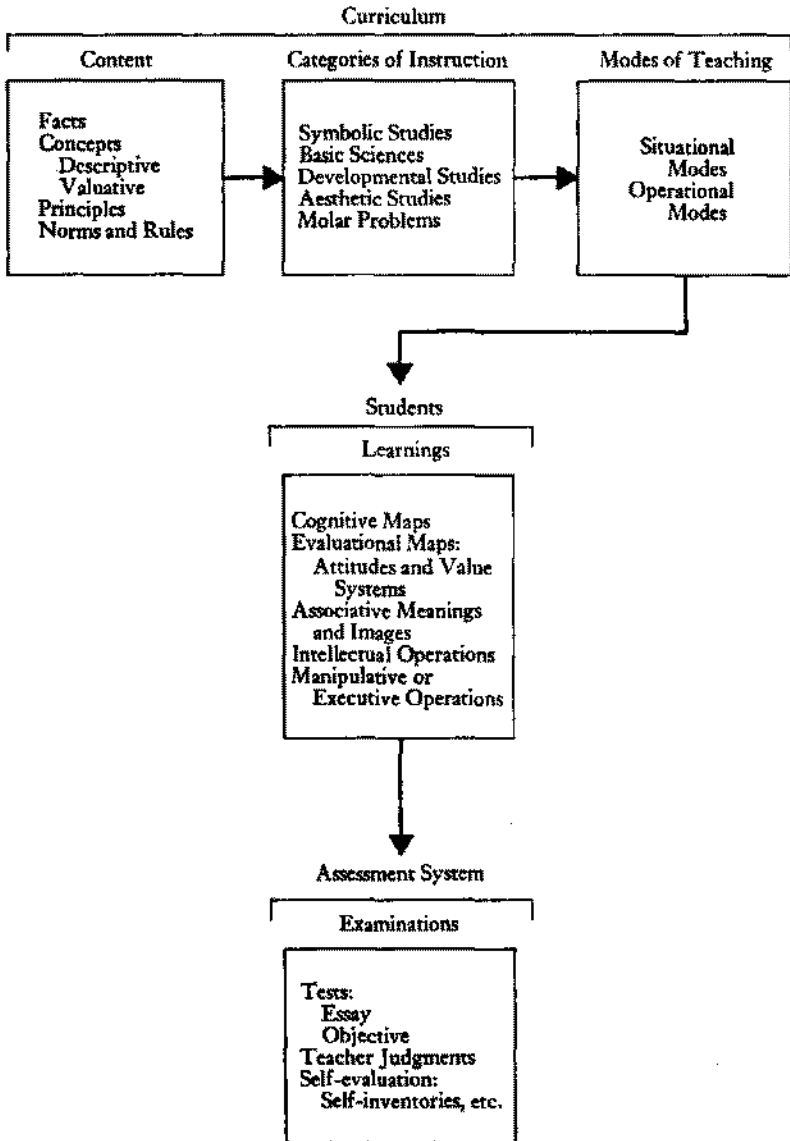 Curriculum
Content
Categories of Instruction
Modes of Teaching
Facts
Concepts
Descriptive
Valuative
Principles
Norms and Rules
Symbolic Studies
Basic Sciences
Developmental Studies
Aesthetic Studies
Molar Problems
Situational
Modes
Operational
Modes
Students
Learnings
Cognitive Maps
Evaluational Maps:
Attitudes and Value
Systems
Associative Meanings
and Images
Intellectual Operations
Manipulative or
Executive Operations
Assessment System
Examinations
Tests:
Essay
Objective
Teacher Judgments
Self-evaluation:
Self-inventories, etc.